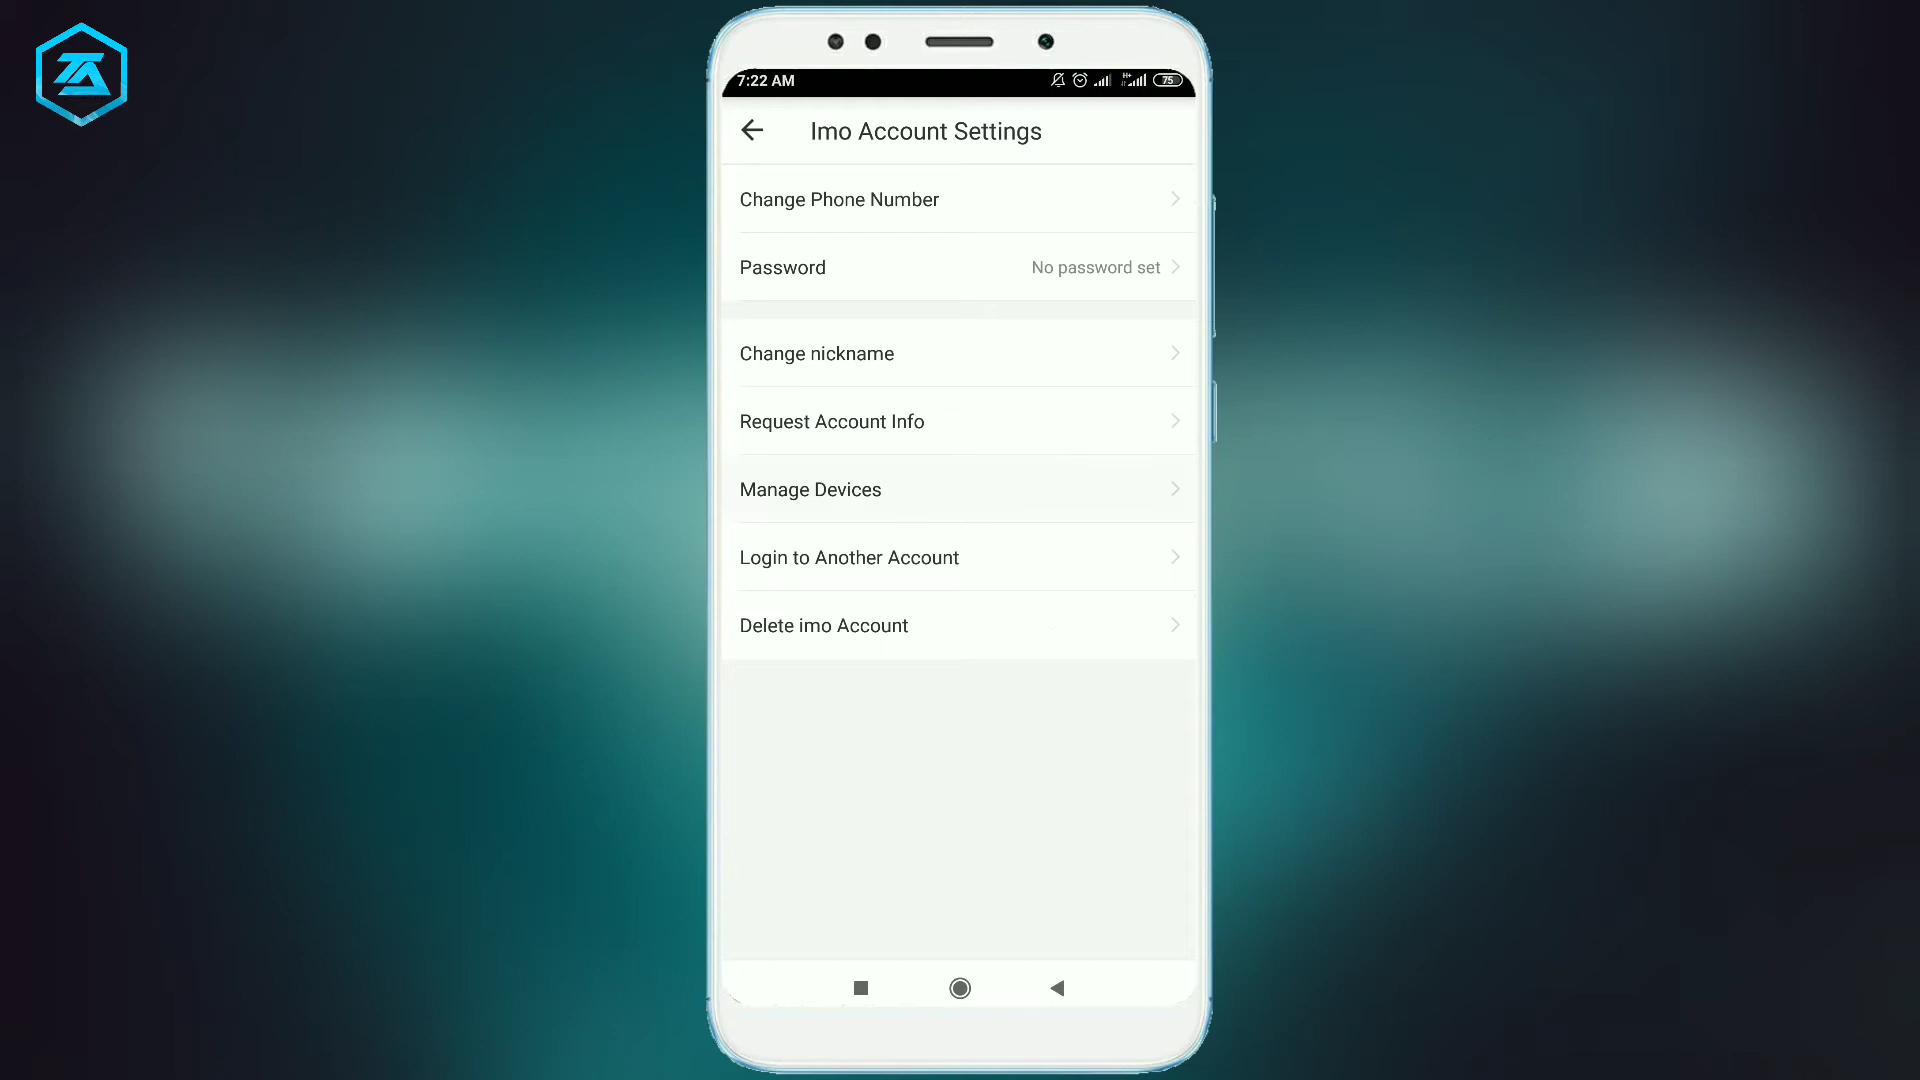 7:22 AM
H+
75
Imo Account Settings
Change Phone Number
Password
No password set
Change nickname
Request Account Info
Manage Devices
Login to Another Account
Delete imo Account